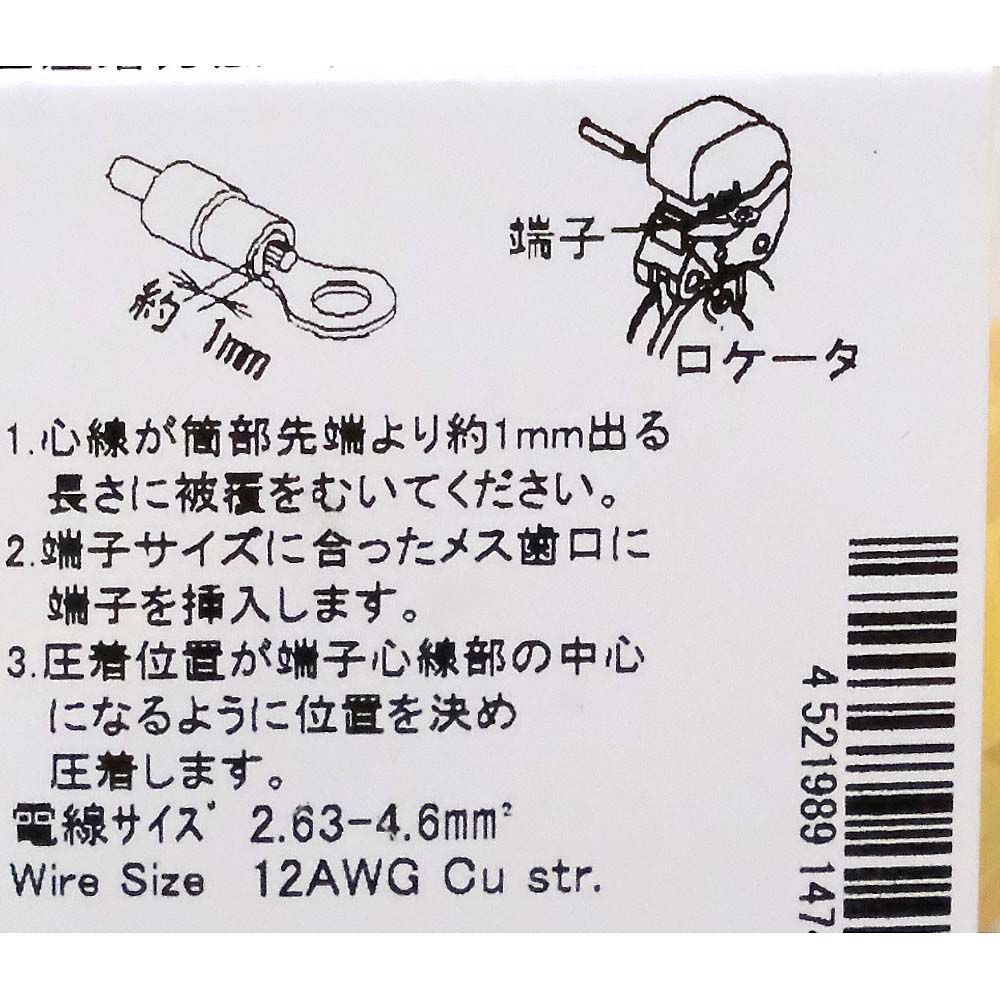 端子
約 1mm
ロケータ
1.心線が筒部先端より約1mm出る
長さに被覆をむいてください。
2.端子サイズに合ったメス歯口に
端子を挿入します。
3.圧着位置が端子心線部の中心
になるように位置を決め
圧着します。
電線サイズ 2.63-4.6mm²
Wire Size 12AWG Cu str.
4 521989 147